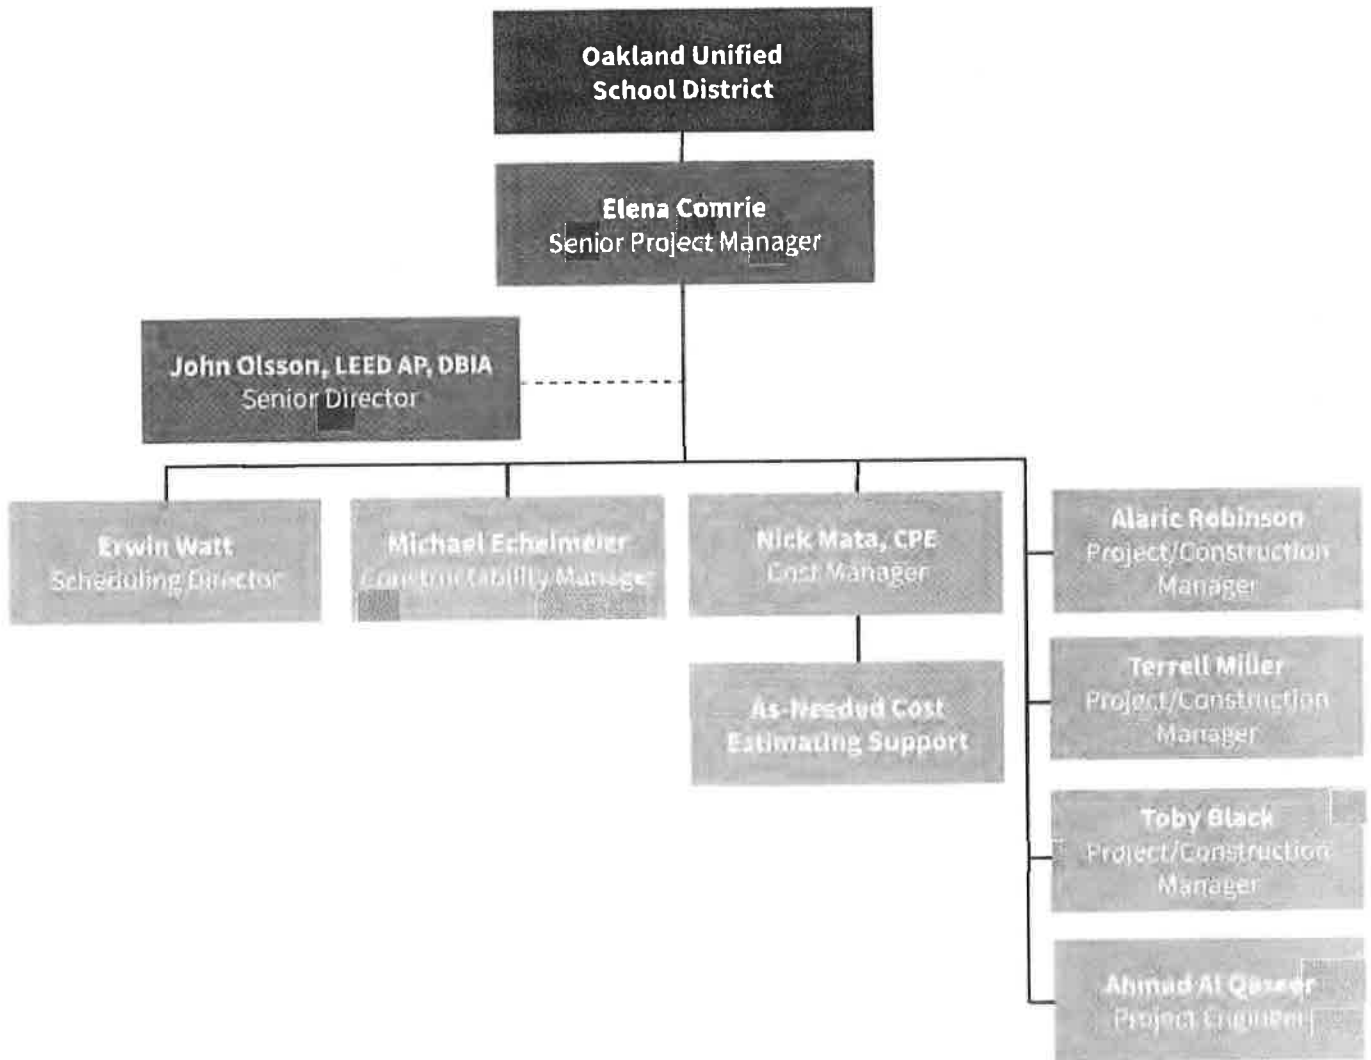 Oakland Unified
School District
Elena Comrie
Senior Project Manager
John Olsson, LEED AP, DBIA
Senior Director
Erwin Watt
Scheduling Director
Michael Echelmeier
Constructability Manager
Nick Mata, CPE
Cost Manager
As-Needed Cost
Estimating Support
Alaric Robinson
Project/Construction
Manager
Terrell Miller
Project/Construction
Manager
Toby Black
Project/Construction
Manager
Ahmad Al Qaseer
Project Engineer